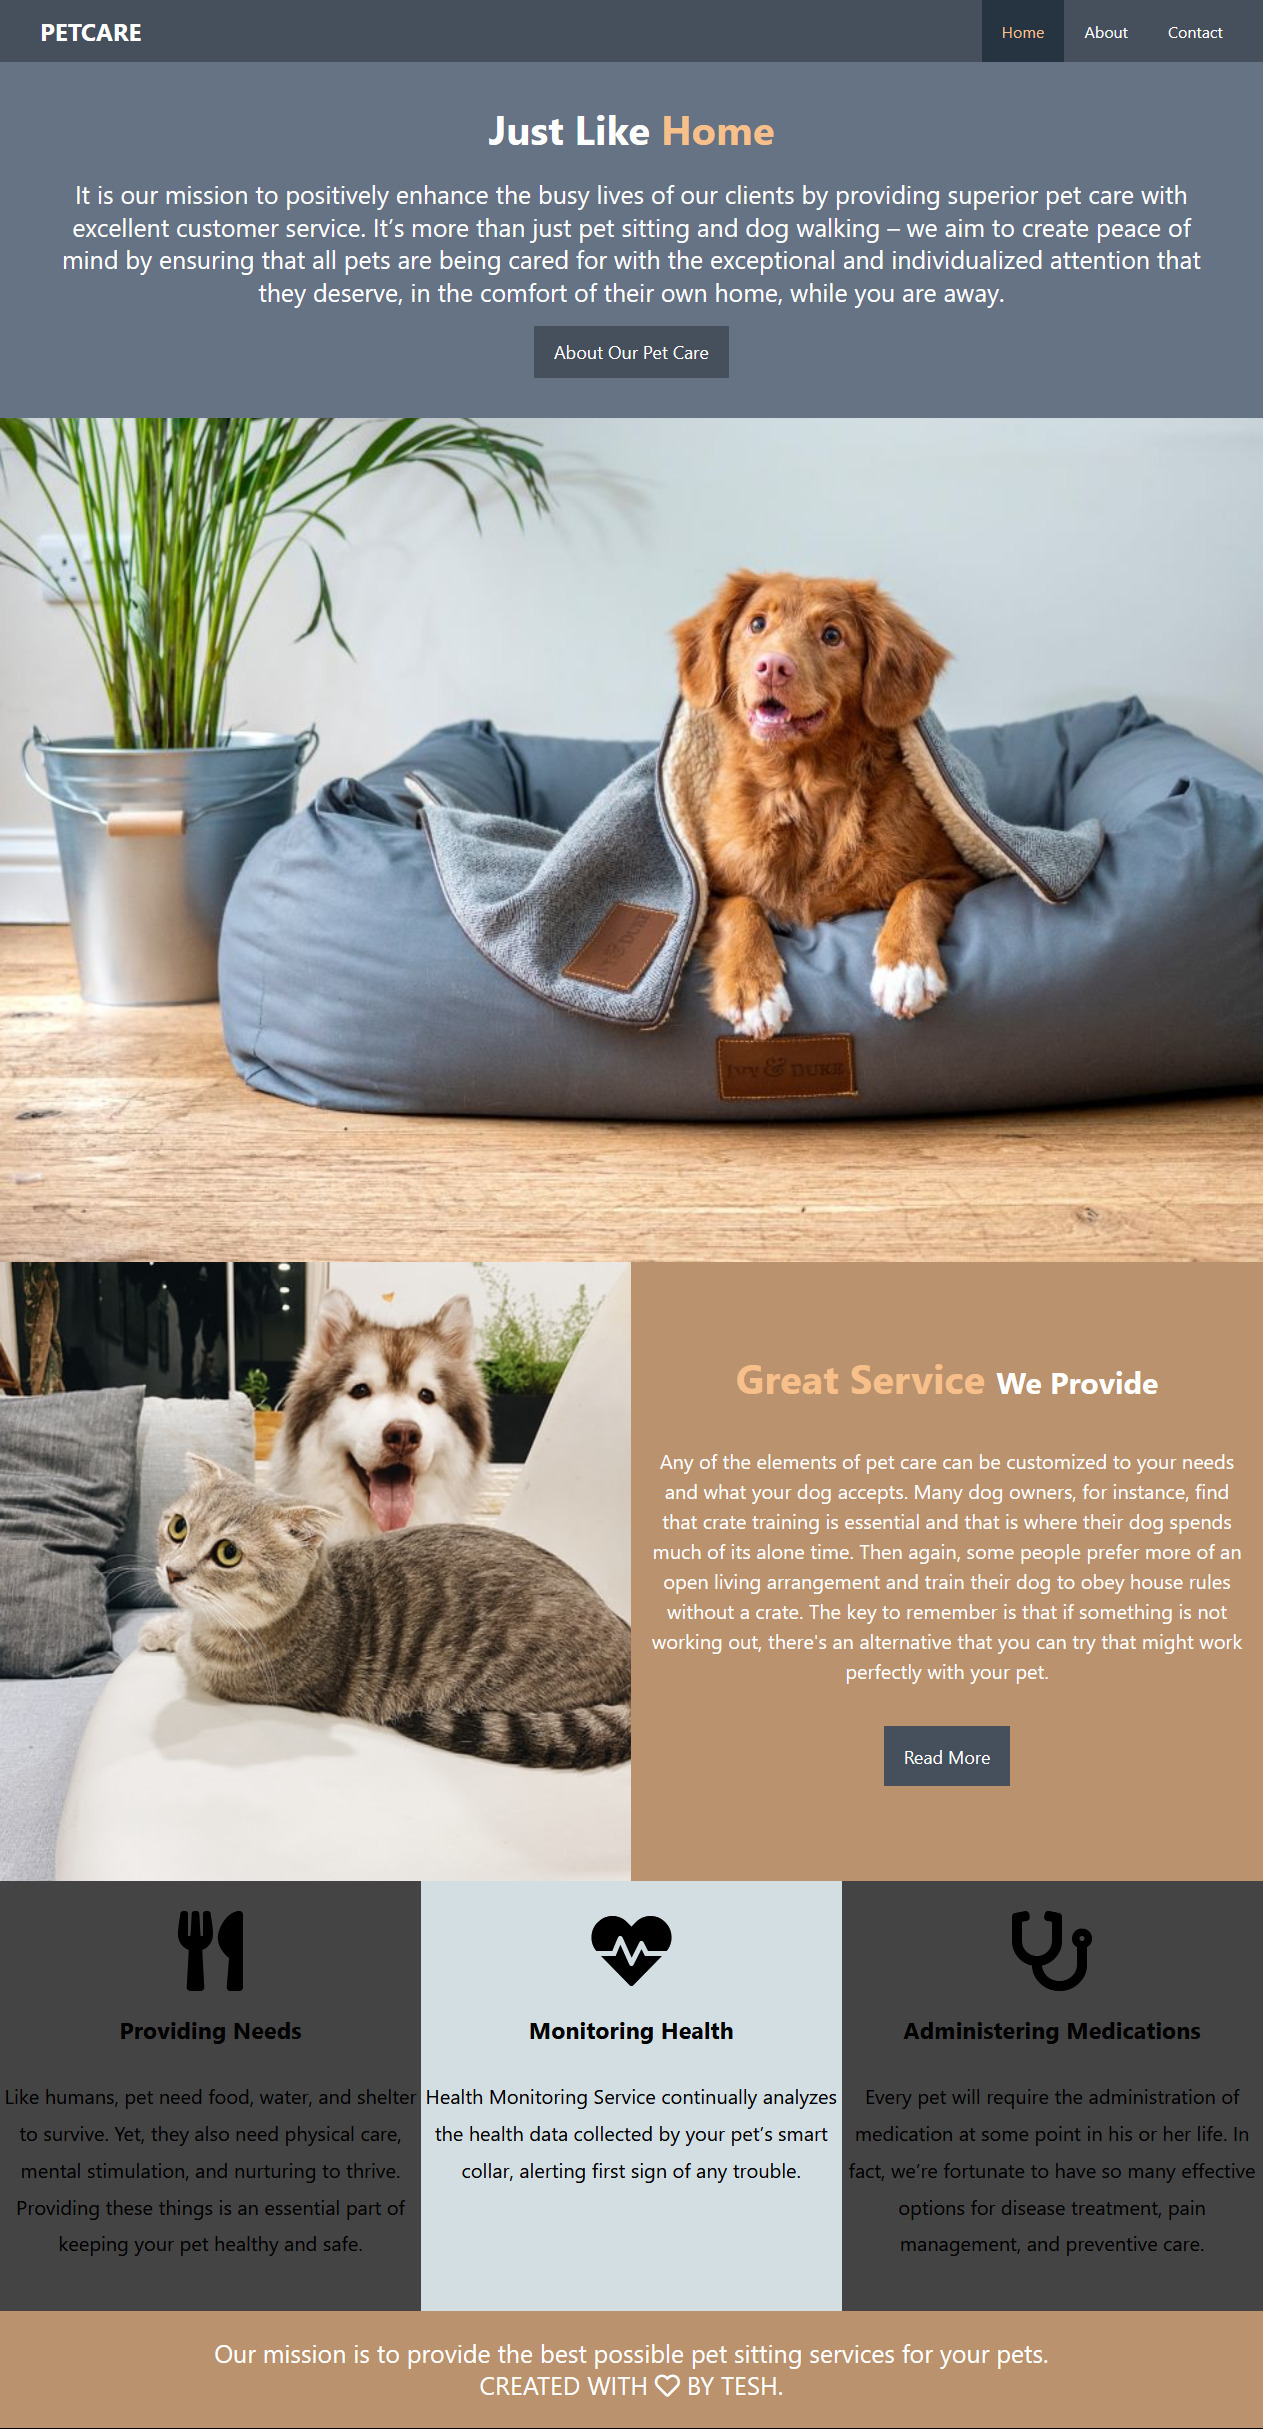 PETCARE
Home
About
Contact
Just Like Home
It is our mission to positively enhance the busy lives of our clients by providing superior pet care with
excellent customer service. It’s more than just pet sitting and dog walking – we aim to create peace of
mind by ensuring that all pets are being cared for with the exceptional and individualized attention that
they deserve, in the comfort of their own home, while you are away.
About Our Pet Care
IVY & DUKE
Great Service We Provide
Any of the elements of pet care can be customized to your needs
and what your dog accepts. Many dog owners, for instance, find
that crate training is essential and that is where their dog spends
much of its alone time. Then again, some people prefer more of an
open living arrangement and train their dog to obey house rules
without a crate. The key to remember is that if something is not
working out, there's an alternative that you can try that might work
perfectly with your pet.
Read More
Providing Needs
Like humans, pet need food, water, and shelter
to survive. Yet, they also need physical care,
mental stimulation, and nurturing to thrive.
Providing these things is an essential part of
keeping your pet healthy and safe.
Monitoring Health
Health Monitoring Service continually analyzes
the health data collected by your pet’s smart
collar, alerting first sign of any trouble.
Administering Medications
Every pet will require the administration of
medication at some point in his or her life. In
fact, we’re fortunate to have so many effective
options for disease treatment, pain
management, and preventive care.
Our mission is to provide the best possible pet sitting services for your pets.
CREATED WITH ♡ BY TESH.